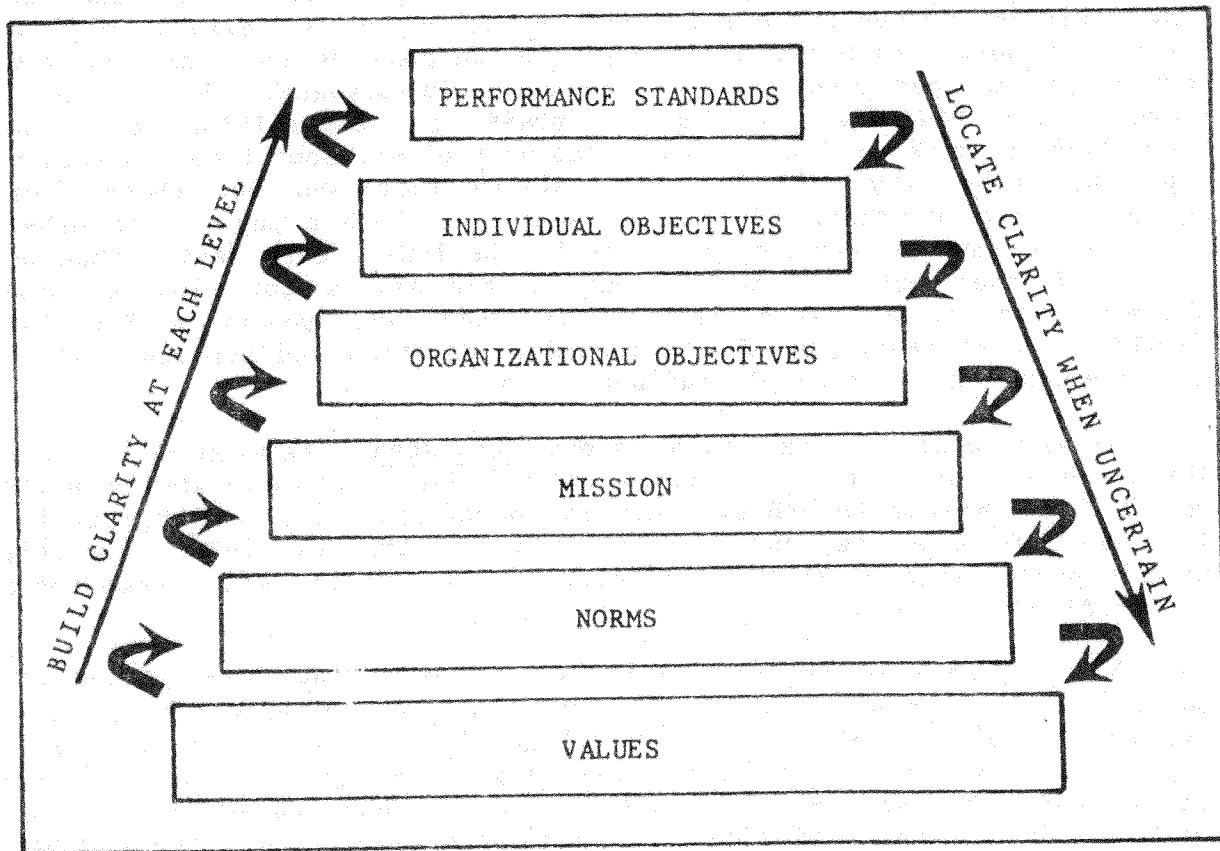 PERFORMANCE STANDARDS
INDIVIDUAL OBJECTIVES
ORGANIZATIONAL OBJECTIVES
MISSION
NORMS
VALUES
BUILD CLARITY AT EACH LEVEL
LOCATE CLARITY WHEN UNCERTAIN